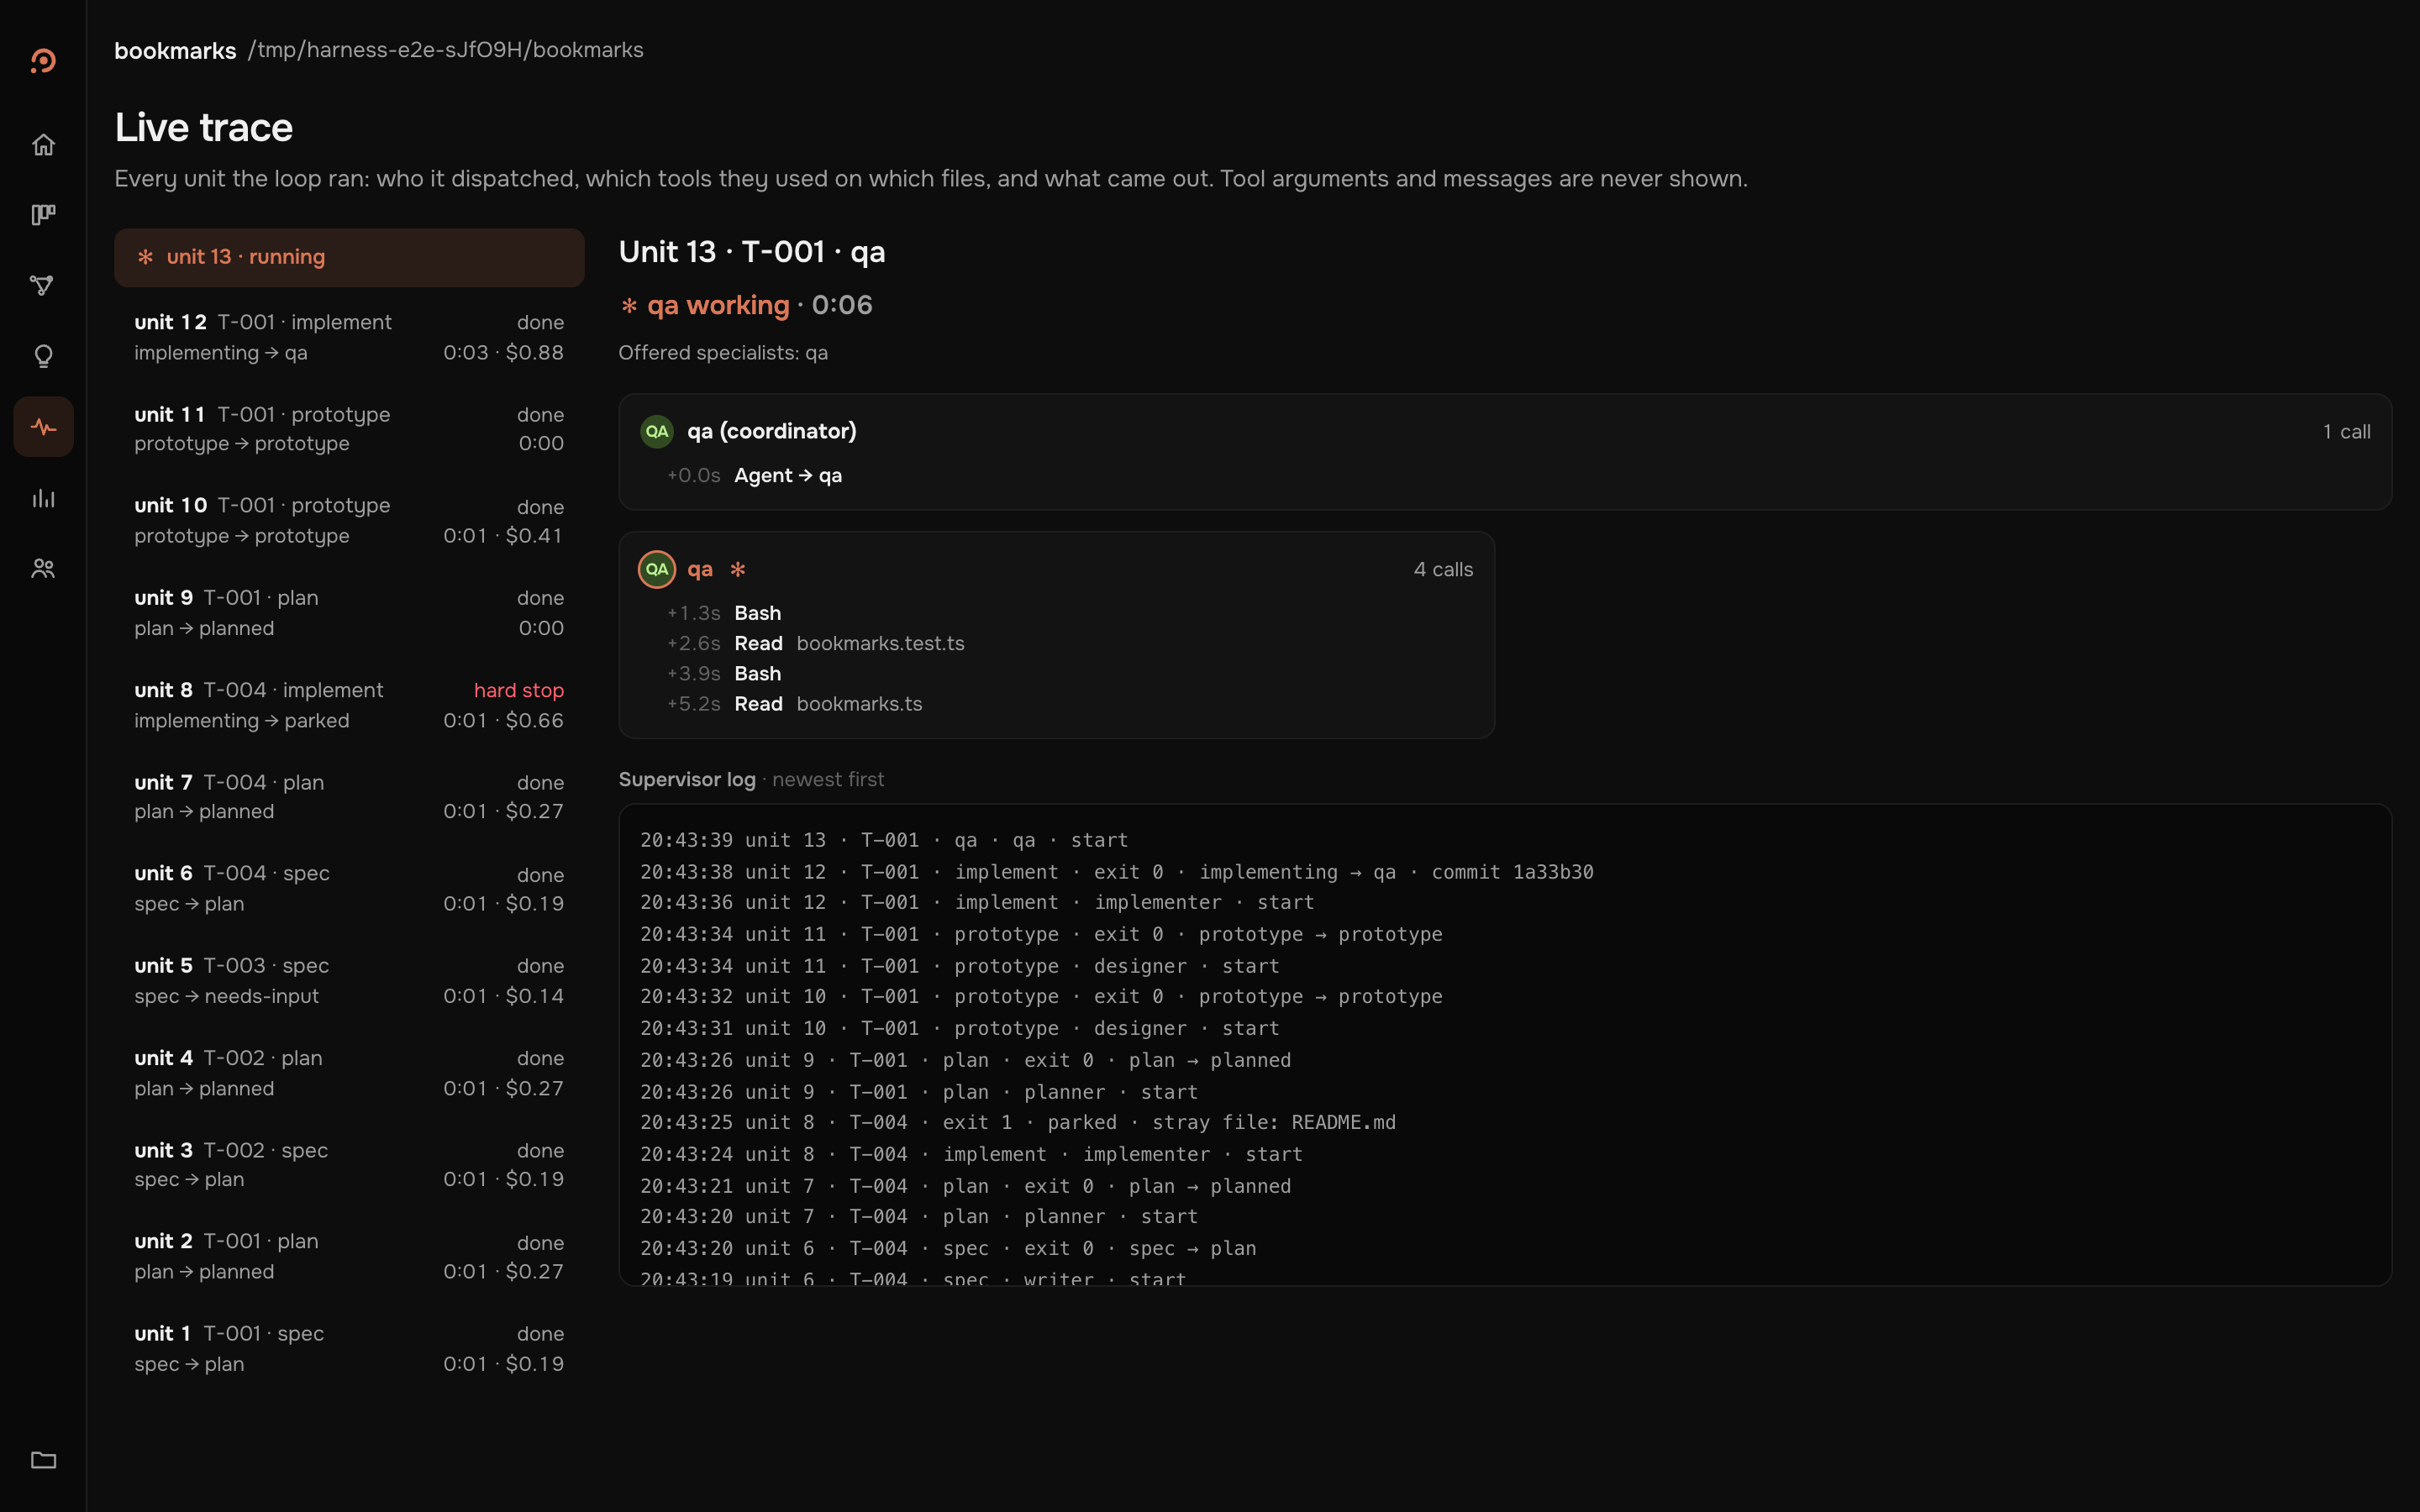 bookmarks /tmp/harness-e2e-sJfO9H/bookmarks
Live trace
Every unit the loop ran: who it dispatched, which tools they used on which files, and what came out. Tool arguments and messages are never shown.
unit 13 · running
unit 12 T-001 · implement done
implementing → qa 0:03 · $0.88
unit 11 T-001 · prototype done
prototype → prototype 0:00
unit 10 T-001 · prototype done
prototype → prototype 0:01 · $0.41
unit 9 T-001 · plan done
plan → planned 0:00
unit 8 T-004 · implement hard stop
implementing → parked 0:01 · $0.66
unit 7 T-004 · plan done
plan → planned 0:01 · $0.27
unit 6 T-004 · spec done
spec → plan 0:01 · $0.19
unit 5 T-003 · spec done
spec → needs-input 0:01 · $0.14
unit 4 T-002 · plan done
plan → planned 0:01 · $0.27
unit 3 T-002 · spec done
spec → plan 0:01 · $0.19
unit 2 T-001 · plan done
plan → planned 0:01 · $0.27
unit 1 T-001 · spec done
spec → plan 0:01 · $0.19
Unit 13 · T-001 · qa
qa working · 0:06
Offered specialists: qa
QA qa (coordinator) 1 call
+0.0s Agent → qa
QA qa 4 calls
+1.3s Bash
+2.6s Read bookmarks.test.ts
+3.9s Bash
+5.2s Read bookmarks.ts
Supervisor log · newest first
20:43:39 unit 13 · T-001 · qa · qa · start
20:43:38 unit 12 · T-001 · implement · exit 0 · implementing → qa · commit 1a33b30
20:43:36 unit 12 · T-001 · implement · implementer · start
20:43:34 unit 11 · T-001 · prototype · exit 0 · prototype → prototype
20:43:34 unit 11 · T-001 · prototype · designer · start
20:43:32 unit 10 · T-001 · prototype · exit 0 · prototype → prototype
20:43:31 unit 10 · T-001 · prototype · designer · start
20:43:26 unit 9 · T-001 · plan · exit 0 · plan → planned
20:43:26 unit 9 · T-001 · plan · planner · start
20:43:25 unit 8 · T-004 · exit 1 · parked · stray file: README.md
20:43:24 unit 8 · T-004 · implement · implementer · start
20:43:21 unit 7 · T-004 · plan · exit 0 · plan → planned
20:43:20 unit 7 · T-004 · plan · planner · start
20:43:20 unit 6 · T-004 · spec · exit 0 · spec → plan
20:43:19 unit 6 · T-004 · spec · writer · start